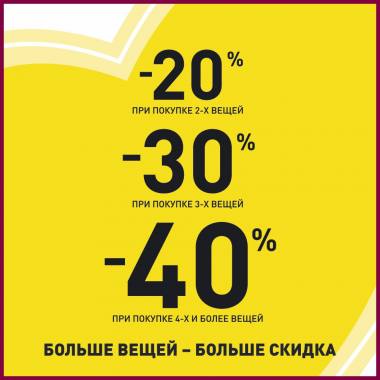 -20%
ПРИ ПОКУПКЕ 2-Х ВЕЩЕЙ
-30%
ПРИ ПОКУПКЕ 3-Х ВЕЩЕЙ
-40%
ПРИ ПОКУПКЕ 4-Х И БОЛЕЕ ВЕЩЕЙ
БОЛЬШЕ ВЕЩЕЙ – БОЛЬШЕ СКИДКА